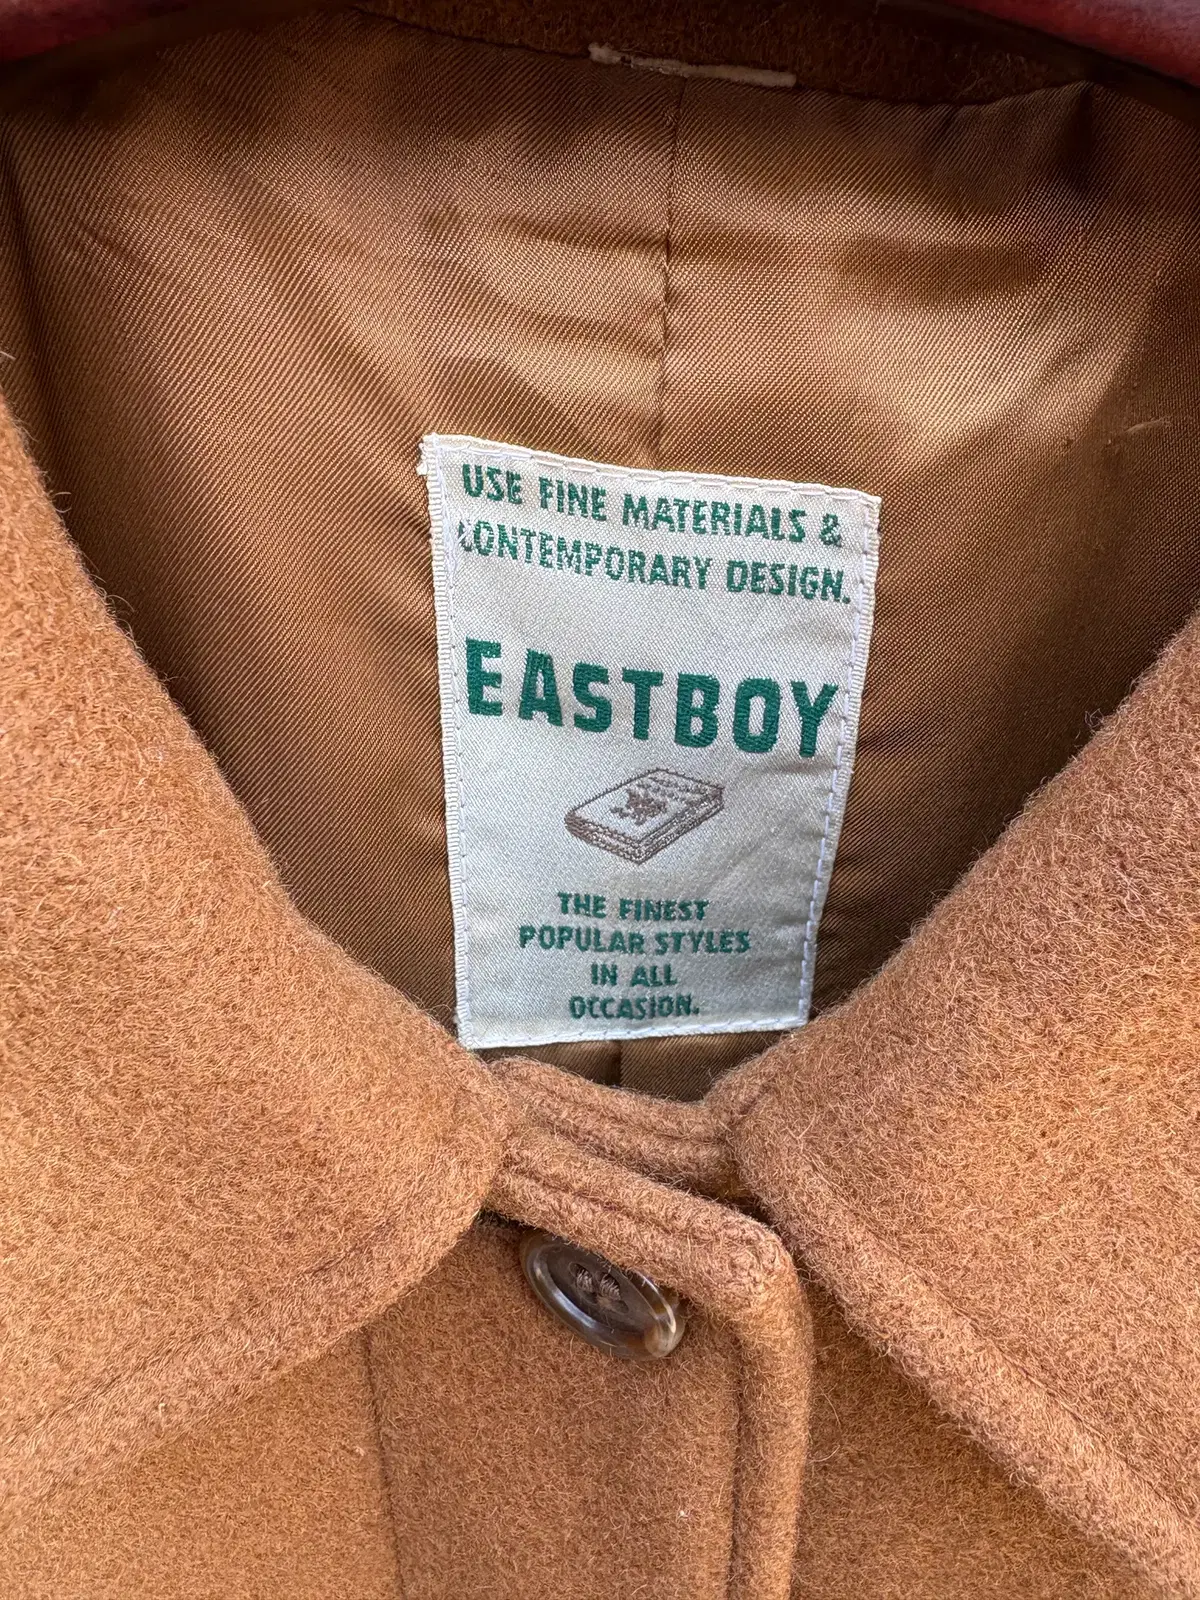 USE FINE MATERIALS &
CONTEMPORARY DESIGN.
EASTBOY
THE FINEST
POPULAR STYLES
IN ALL
OCCASION.